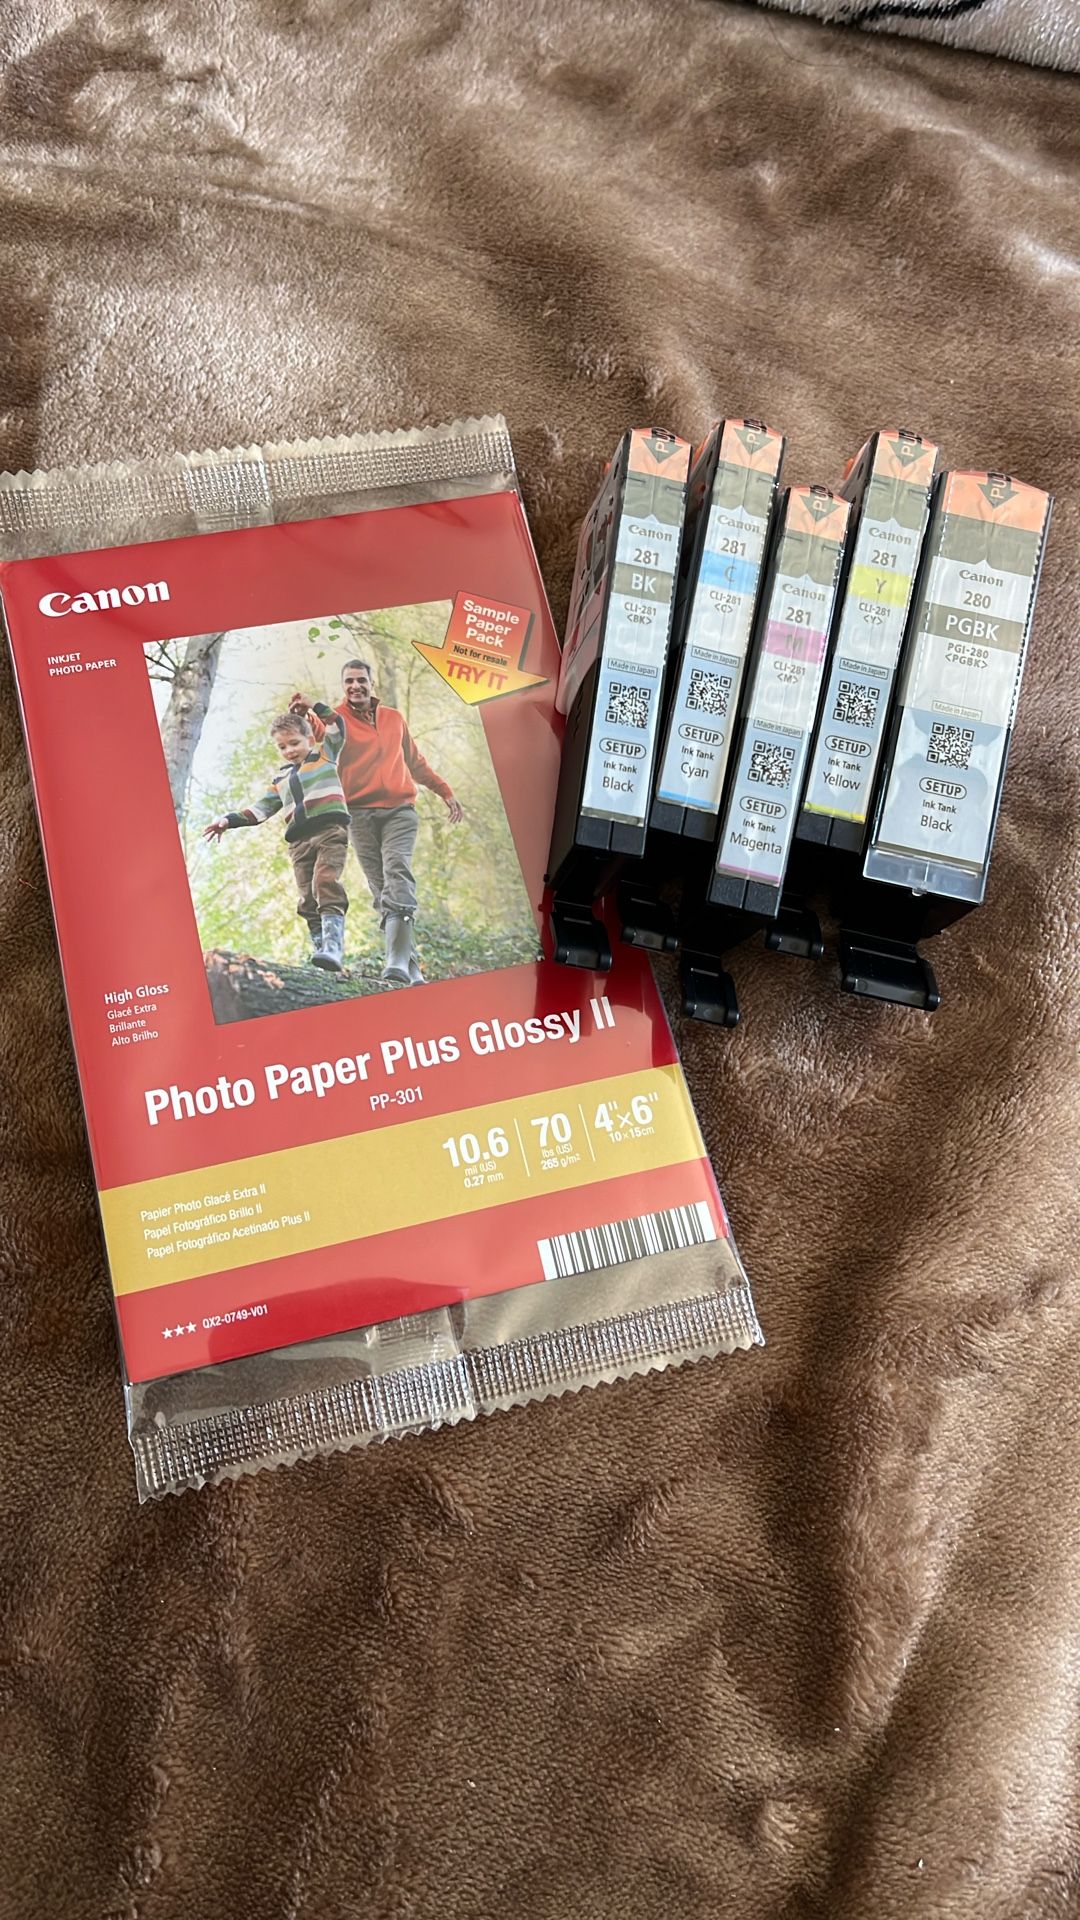 Canon
INKJET
PHOTO PAPER
Sample
Paper
Pack
Not for resale
TRY IT
High Gloss
Glacé Extra
Brillante
Alto Brilho
Photo Paper Plus Glossy II
PP-301
10.6
mil (US)
0.27 mm
70
lbs (US)
265 g/m²
4"x6"
10×15cm
Papier Photo Glacé Extra II
Papel Fotográfico Brillo II
Papel Fotográfico Acetinado Plus II
★★★ QX2-0749-V01
Canon
281
BK
CLI-281
<BK>
Made in Japan
SETUP
Ink Tank
Black
Canon
281
C
CLI-281
<C>
Made in Japan
SETUP
Ink Tank
Cyan
Canon
281
M
CLI-281
<M>
Made in Japan
SETUP
Ink Tank
Magenta
Canon
281
Y
CLI-281
<Y>
Made in Japan
SETUP
Ink Tank
Yellow
Canon
280
PGBK
PGI-280
<PGBK>
Made in Japan
SETUP
Ink Tank
Black